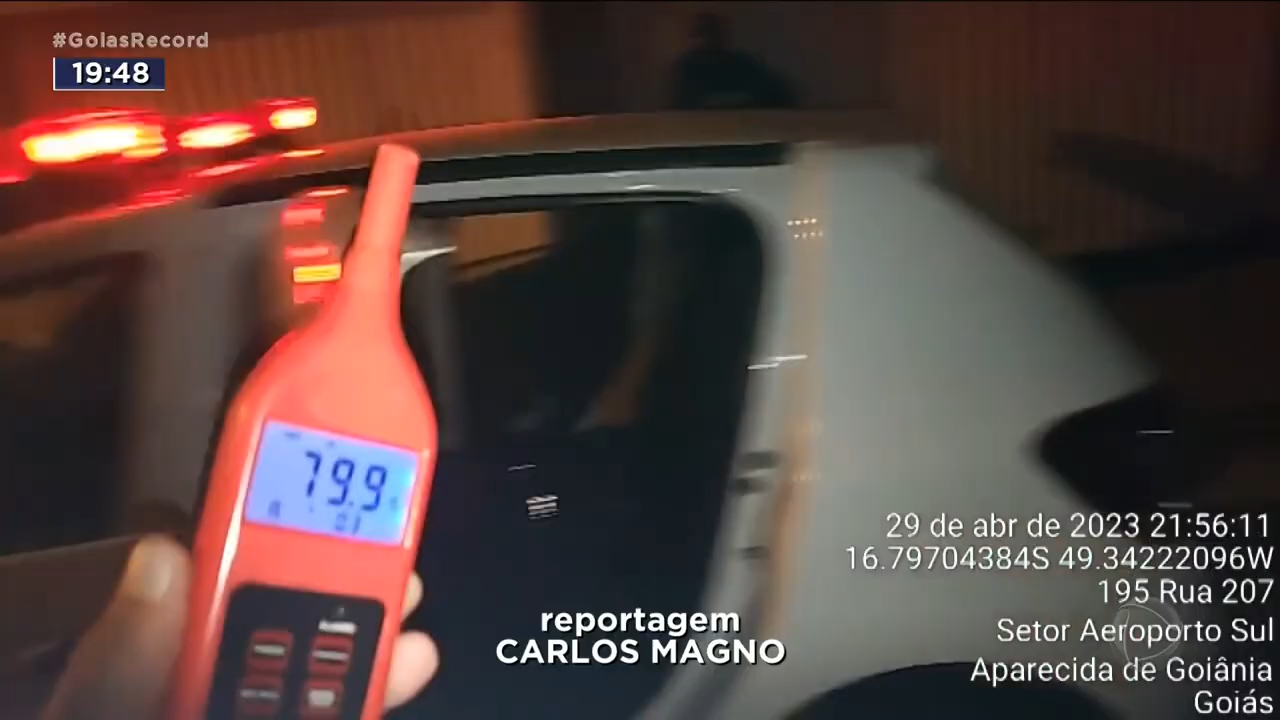 #GoiasRecord
19:48
79.9
reportagem
CARLOS MAGNO
29 de abr de 2023 21:56:11
16.79704384S 49.34222096W
195 Rua 207
Setor Aeroporto Sul
Aparecida de Goiânia
Goiás